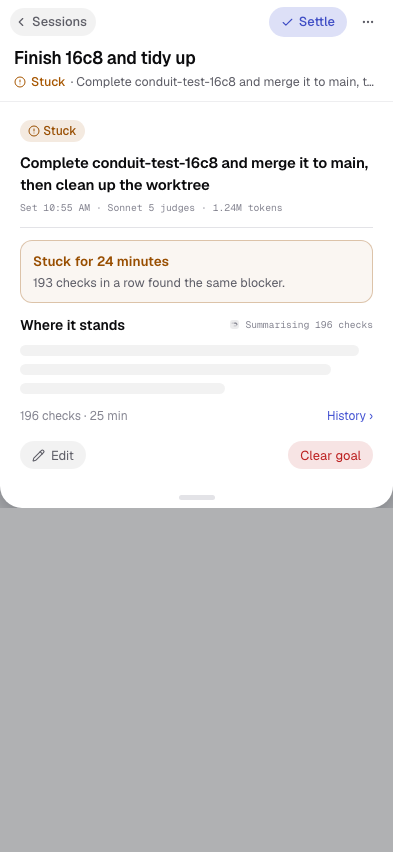 Sessions
Settle
Finish 16c8 and tidy up
Stuck · Complete conduit-test-16c8 and merge it to main, t…
Stuck
Complete conduit-test-16c8 and merge it to main,
then clean up the worktree
Set 10:55 AM · Sonnet 5 judges · 1.24M tokens
Stuck for 24 minutes
193 checks in a row found the same blocker.
Where it stands
Summarising 196 checks
196 checks · 25 min
History ›
Edit
Clear goal